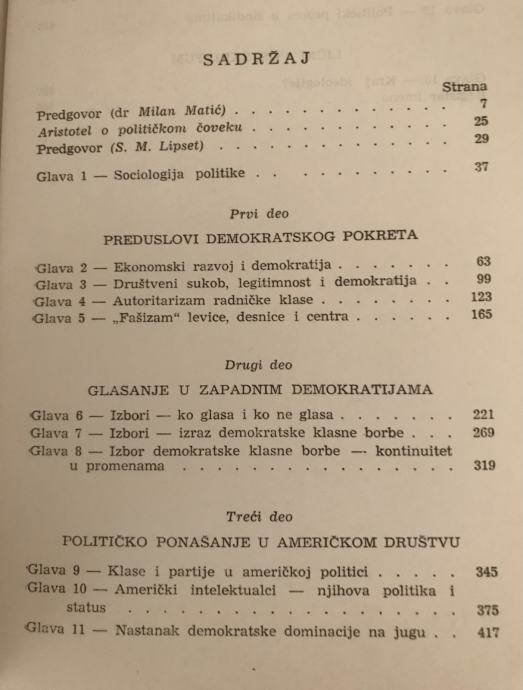 SADRŽAJ
Strana
Predgovor (dr Milan Matić) . . . . . . . . . . . . 7
Aristotel o političkom čoveku . . . . . . . . . . . 25
Predgovor (S. M. Lipset) . . . . . . . . . . . . 29
Glava 1 — Sociologija politike . . . . . . . . . . 37
Prvi deo
PREDUSLOVI DEMOKRATSKOG POKRETA
Glava 2 — Ekonomski razvoj i demokratija . . . . . . . 63
Glava 3 — Društveni sukob, legitimnost i demokratija . . 99
Glava 4 — Autoritarizam radničke klase . . . . . . . 123
Glava 5 — „Fašizam“ levice, desnice i centra . . . . . . 165
Drugi deo
GLASANJE U ZAPADNIM DEMOKRATIJAMA
Glava 6 — Izbori — ko glasa i ko ne glasa . . . . . . . 221
Glava 7 — Izbori — izraz demokratske klasne borbe . . . 269
Glava 8 — Izbor demokratske klasne borbe — kontinuitet
u promenama . . . . . . . . . . . . . . . 319
Treći deo
POLITIČKO PONAŠANJE U AMERIČKOM DRUŠTVU
Glava 9 — Klase i partije u američkoj politici . . . . . 345
Glava 10 — Američki intelektualci — njihova politika i
status . . . . . . . . . . . . . . . . . . 375
Glava 11 — Nastanak demokratske dominacije na jugu . . 417